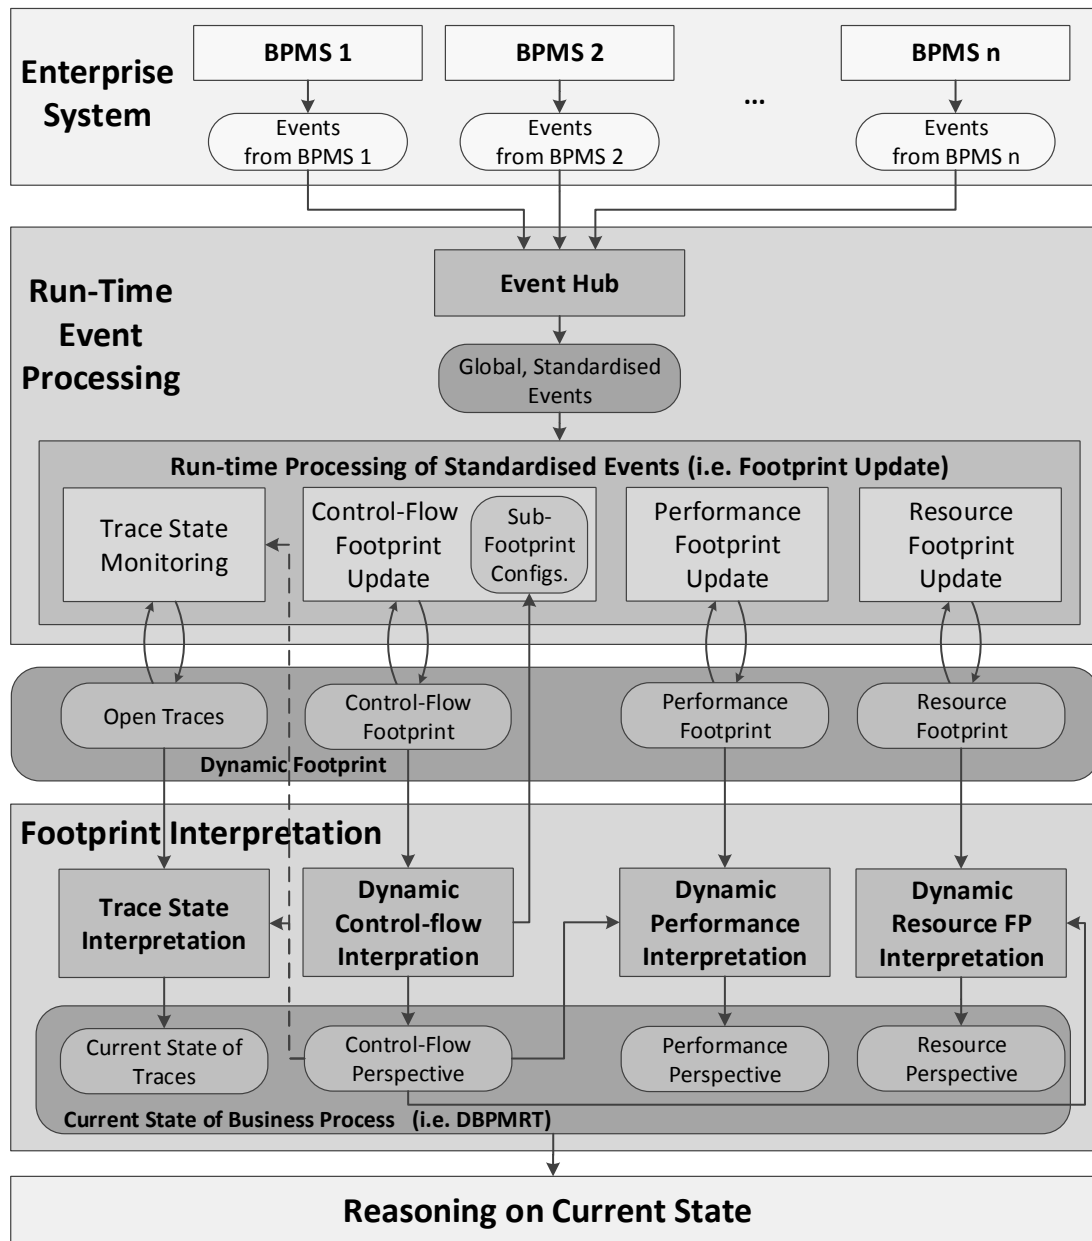 Enterprise
System
BPMS 1
BPMS 2
...
BPMS n
Events
from BPMS 1
Events
from BPMS 2
Events
from BPMS n
Run-Time
Event
Processing
Event Hub
Global, Standardised
Events
Run-time Processing of Standardised Events (i.e. Footprint Update)
Trace State
Monitoring
Control-Flow
Footprint
Update
Sub-
Footprint
Configs.
Performance
Footprint
Update
Resource
Footprint
Update
Open Traces
Control-Flow
Footprint
Performance
Footprint
Resource
Footprint
Dynamic Footprint
Footprint Interpretation
Trace State
Interpretation
Dynamic
Control-flow
Interpration
Dynamic
Performance
Interpretation
Dynamic
Resource FP
Interpretation
Current State of
Traces
Control-Flow
Perspective
Performance
Perspective
Resource
Perspective
Current State of Business Process (i.e. DBPMRT)
Reasoning on Current State